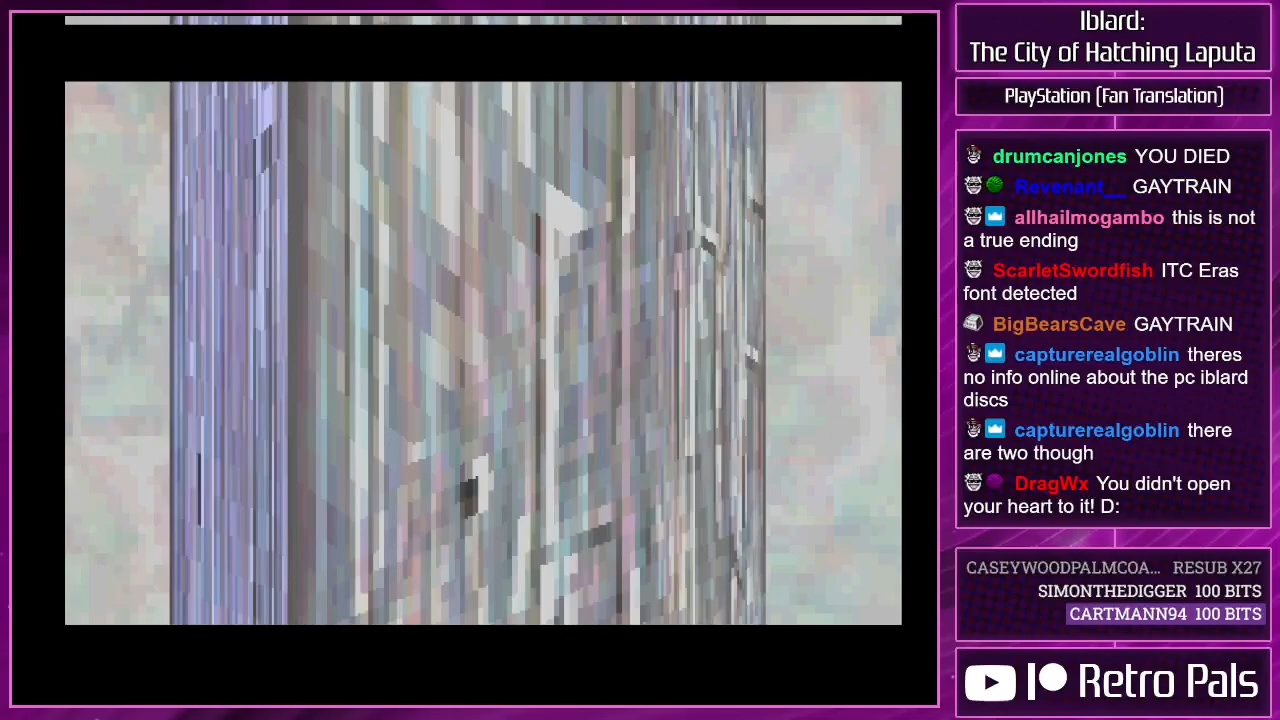 Iblard:
The City of Hatching Laputa
PlayStation (Fan Translation)
drumcanjones YOU DIED
Revenant__ GAYTRAIN
allhailmogambo this is not
a true ending
ScarletSwordfish ITC Eras
font detected
BigBearsCave GAYTRAIN
capturerealgoblin theres
no info online about the pc iblard
discs
capturerealgoblin there
are two though
DragWx You didn't open
your heart to it! D:
CASEYWOODPALMCOA... RESUB X27
SIMONTHEDIGGER 100 BITS
CARTMANN94 100 BITS
Retro Pals